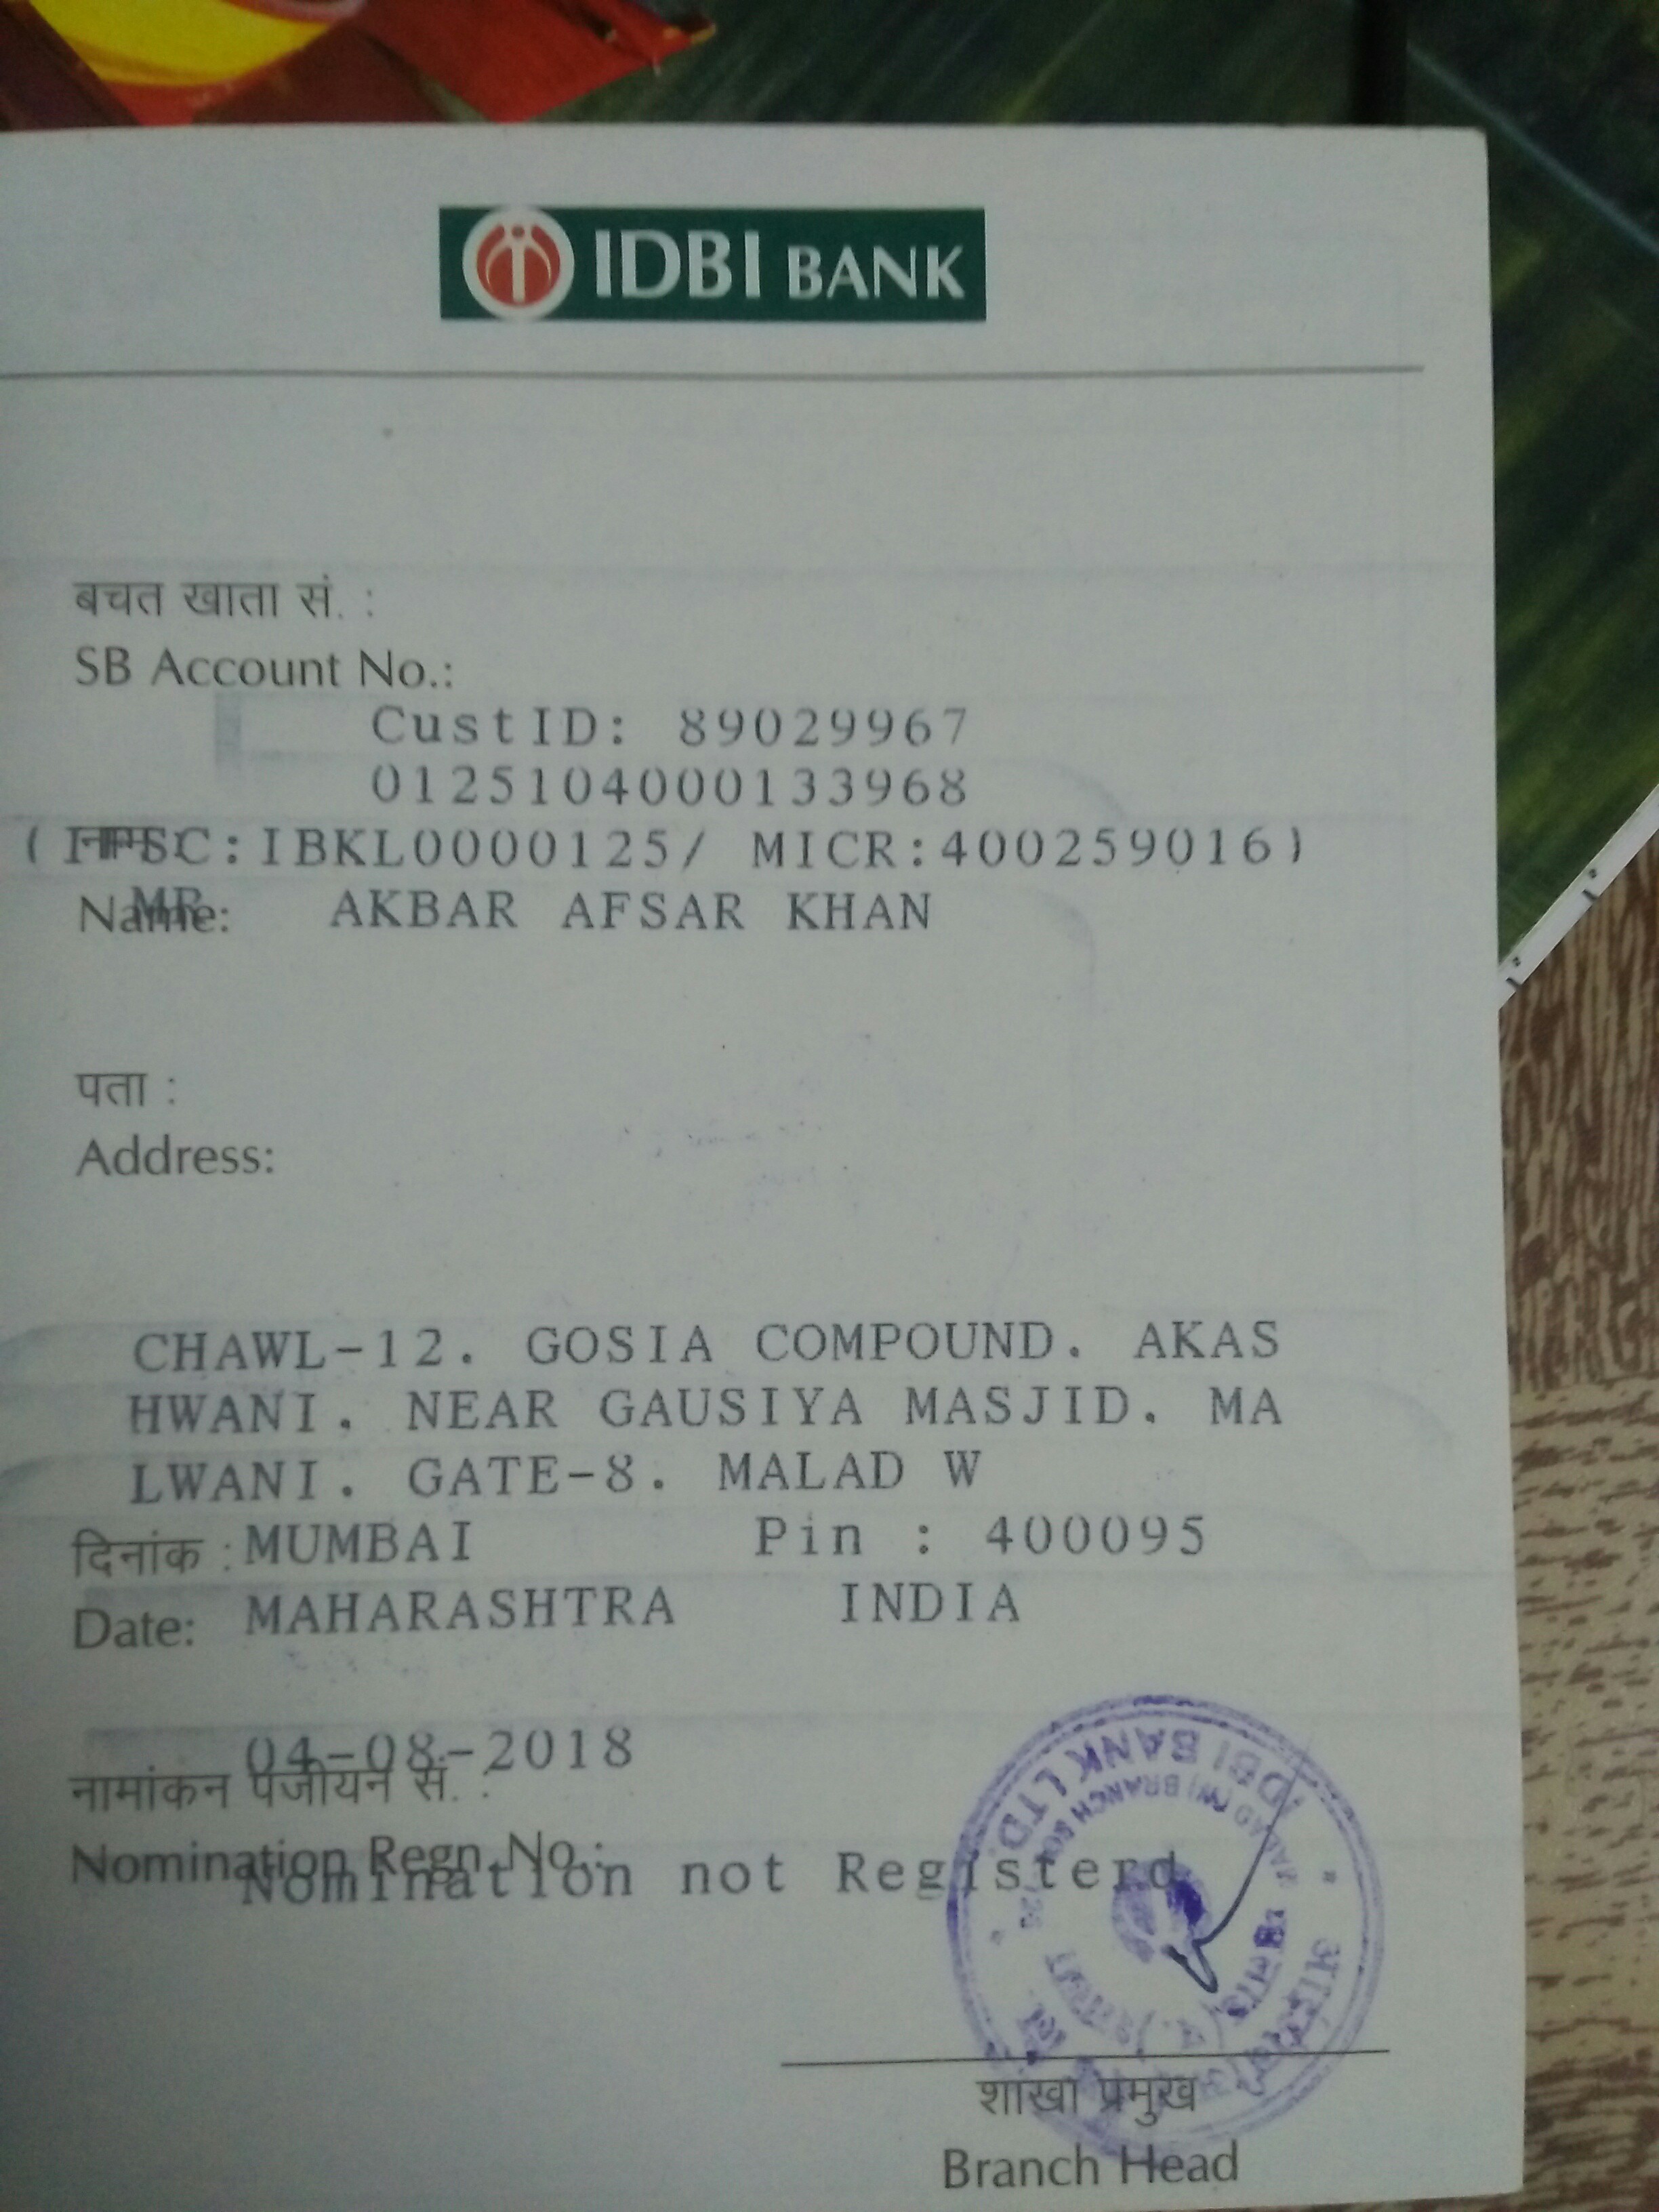 IDBI BANK
बचत खाता सं. :
SB Account No.:
CustID: 89029967
0125104000133968
नाम :
(IFSC:IBKL0000125/ MICR:400259016)
Name:
MR AKBAR AFSAR KHAN
पता :
Address:
CHAWL-12. GOSIA COMPOUND. AKAS
HWANI. NEAR GAUSIYA MASJID. MA
LWANI. GATE-8. MALAD W
दिनांक : MUMBAI Pin : 400095
Date: MAHARASHTRA INDIA
04-08-2018
नामांकन पंजीयन सं. :
Nomination Regn. No.:
Nomination not Registerd
IDBI BANK LTD.
MALAD (W) BRANCH
शाखा प्रमुख
Branch Head